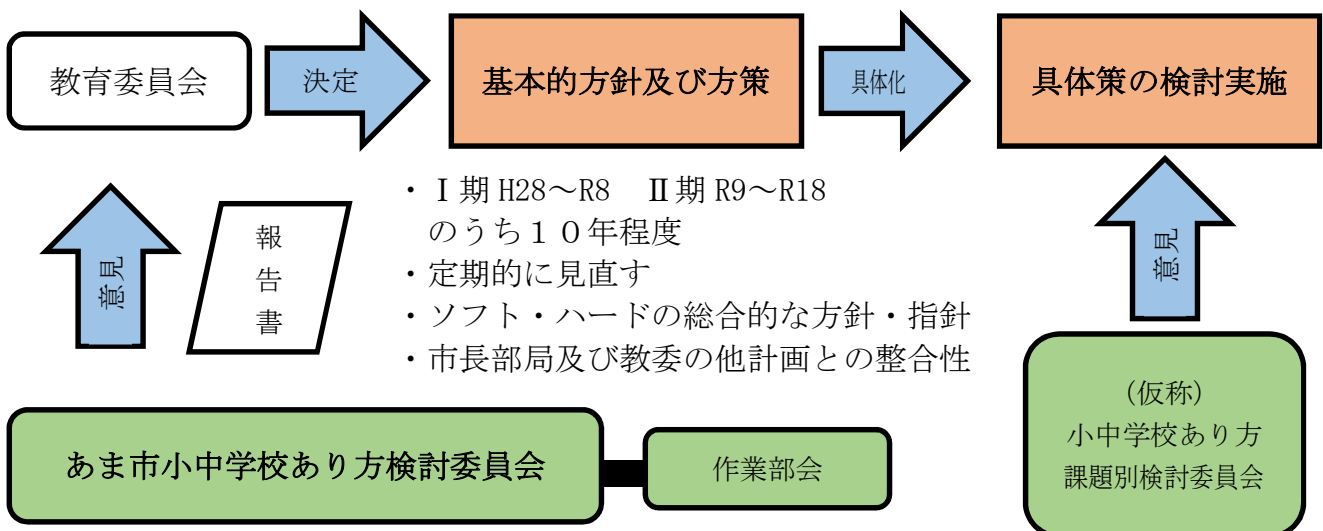 教育委員会
決定
基本的方針及び方策
具体化
具体策の検討実施
・Ⅰ期 H28～R8　Ⅱ期 R9～R18
のうち１０年程度
・定期的に見直す
・ソフト・ハードの総合的な方針・指針
・市長部局及び教委の他計画との整合性
意見
報
告
書
意見
あま市小中学校あり方検討委員会
作業部会
（仮称）
小中学校あり方
課題別検討委員会